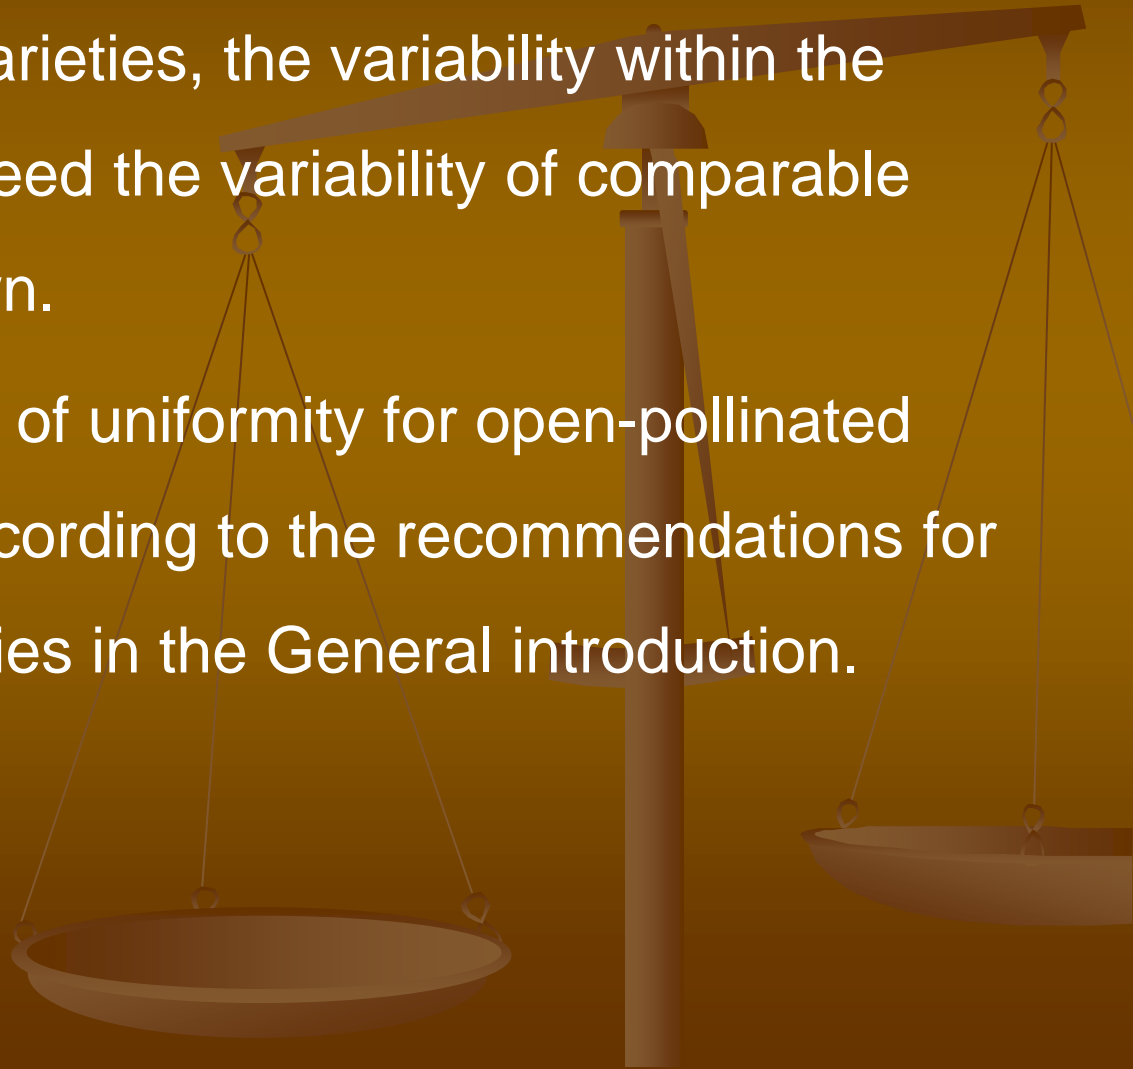 arieties, the variability within the
eed the variability of comparable
n.
of uniformity for open-pollinated
cording to the recommendations for
ies in the General introduction.